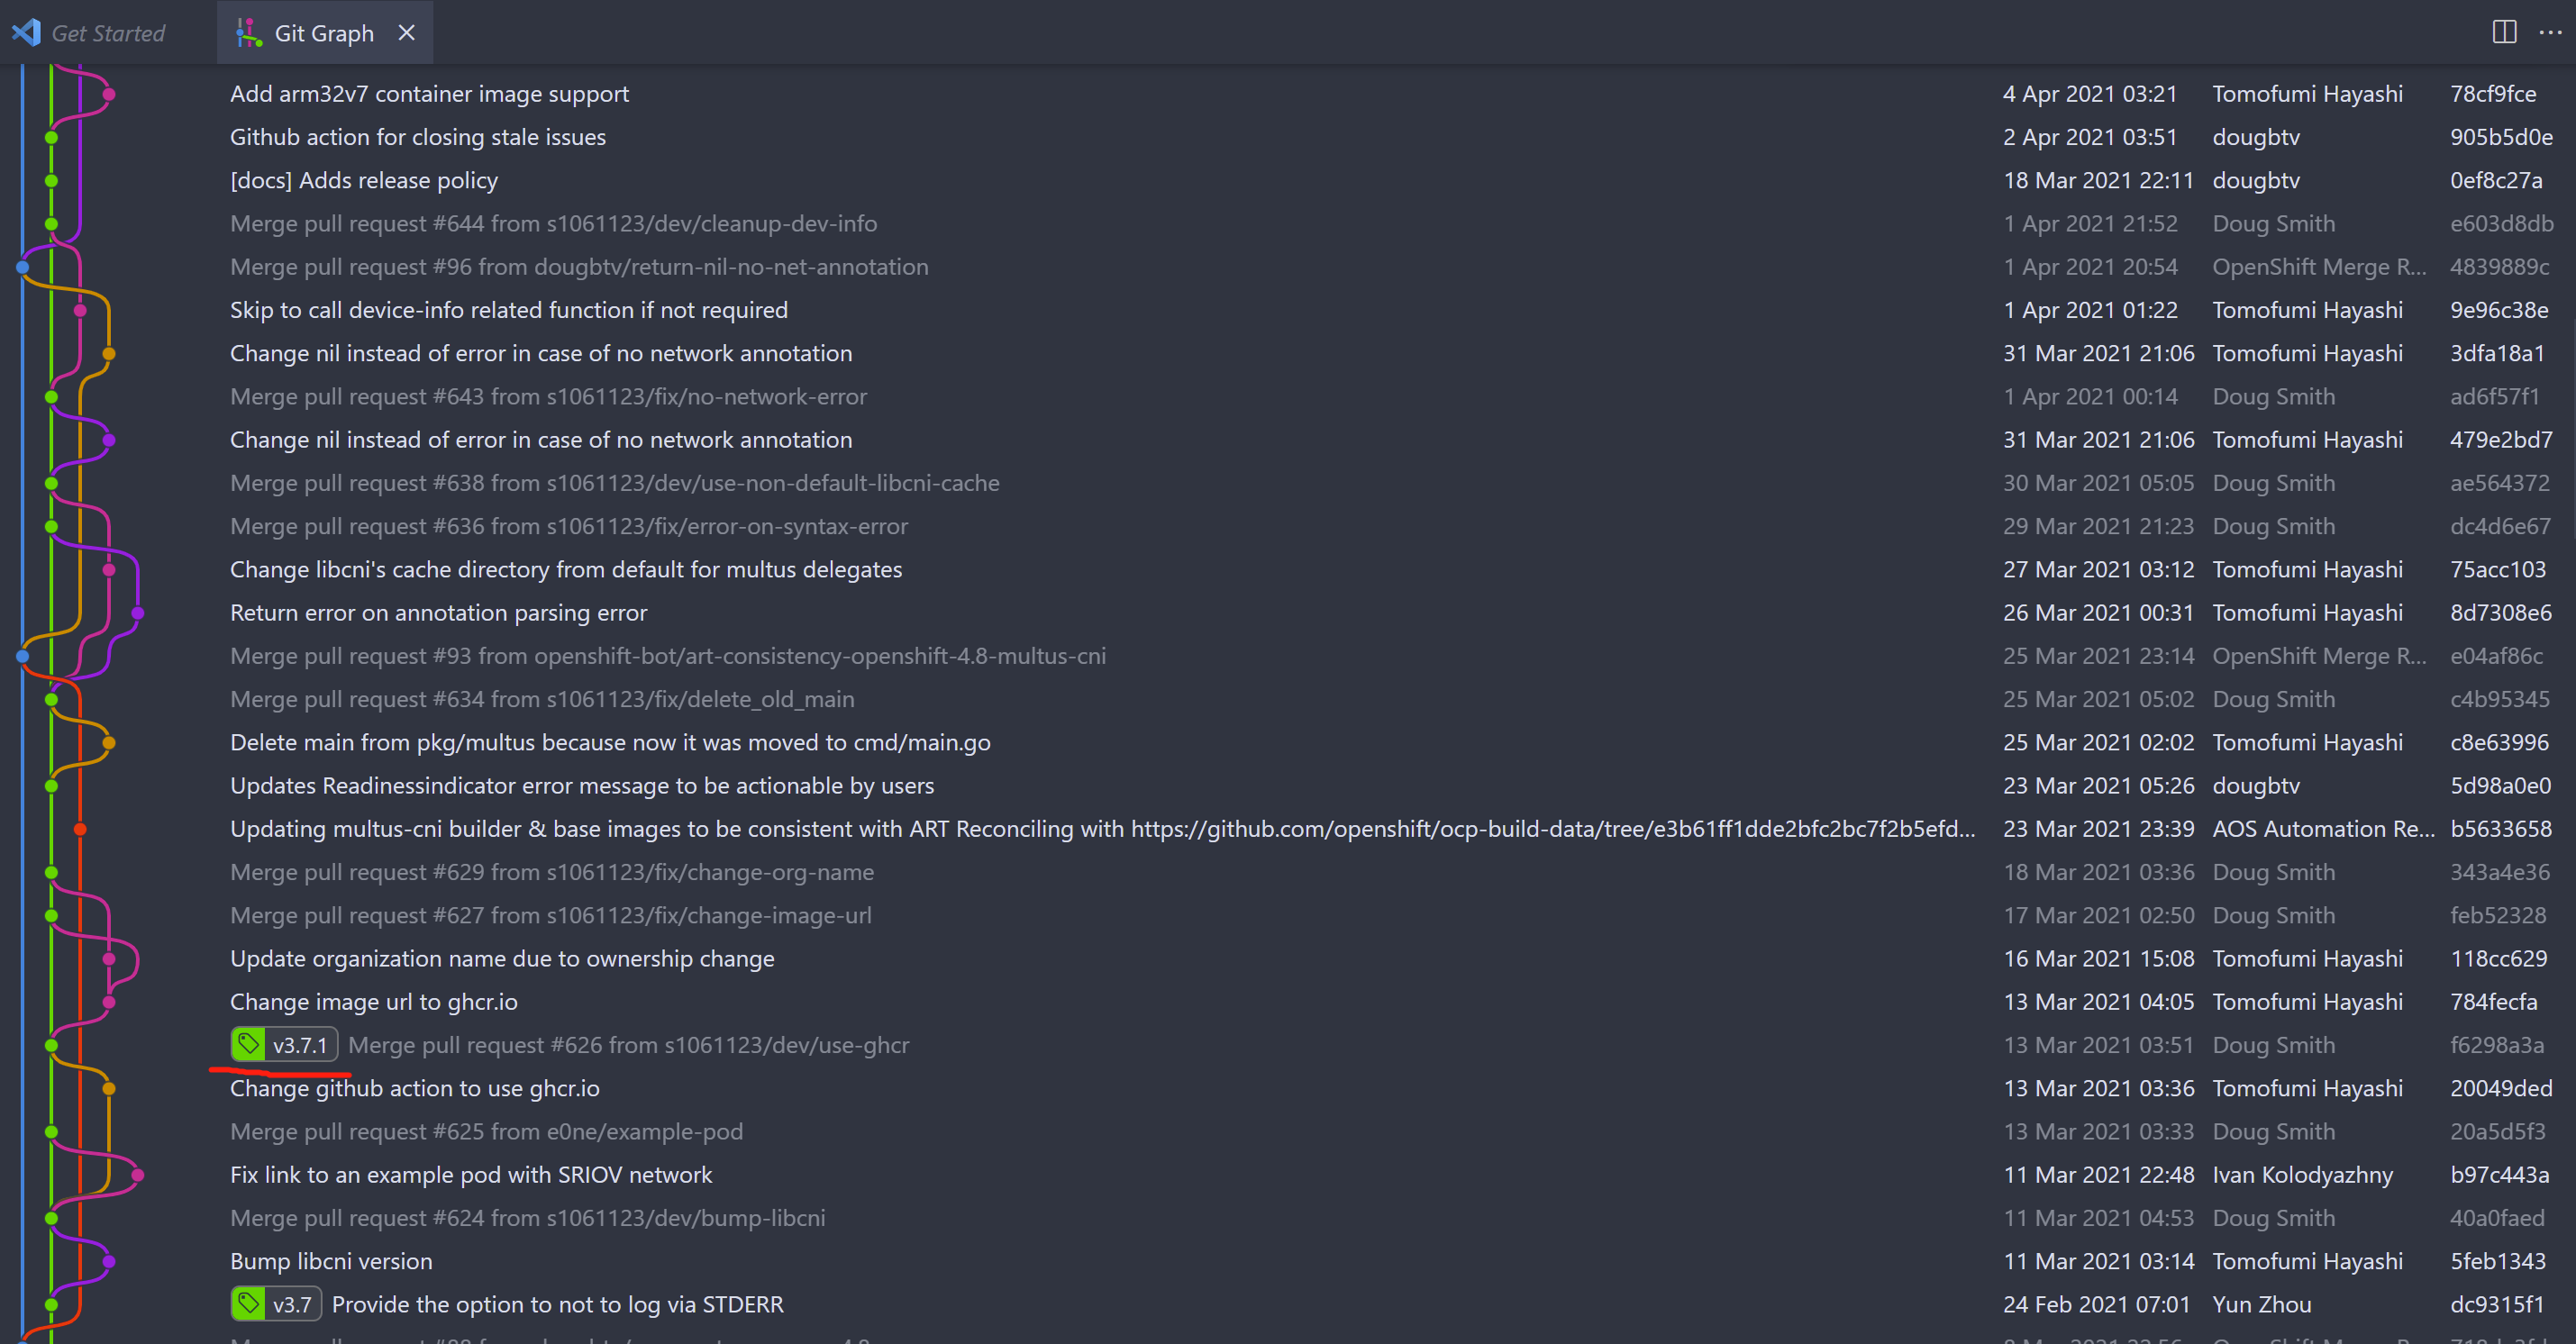 Get Started Git Graph
Add arm32v7 container image support 4 Apr 2021 03:21 Tomofumi Hayashi 78cf9fce
Github action for closing stale issues 2 Apr 2021 03:51 dougbtv 905b5d0e
[docs] Adds release policy 18 Mar 2021 22:11 dougbtv 0ef8c27a
Merge pull request #644 from s1061123/dev/cleanup-dev-info 1 Apr 2021 21:52 Doug Smith e603d8db
Merge pull request #96 from dougbtv/return-nil-no-net-annotation 1 Apr 2021 20:54 OpenShift Merge R... 4839889c
Skip to call device-info related function if not required 1 Apr 2021 01:22 Tomofumi Hayashi 9e96c38e
Change nil instead of error in case of no network annotation 31 Mar 2021 21:06 Tomofumi Hayashi 3dfa18a1
Merge pull request #643 from s1061123/fix/no-network-error 1 Apr 2021 00:14 Doug Smith ad6f57f1
Change nil instead of error in case of no network annotation 31 Mar 2021 21:06 Tomofumi Hayashi 479e2bd7
Merge pull request #638 from s1061123/dev/use-non-default-libcni-cache 30 Mar 2021 05:05 Doug Smith ae564372
Merge pull request #636 from s1061123/fix/error-on-syntax-error 29 Mar 2021 21:23 Doug Smith dc4d6e67
Change libcni's cache directory from default for multus delegates 27 Mar 2021 03:12 Tomofumi Hayashi 75acc103
Return error on annotation parsing error 26 Mar 2021 00:31 Tomofumi Hayashi 8d7308e6
Merge pull request #93 from openshift-bot/art-consistency-openshift-4.8-multus-cni 25 Mar 2021 23:14 OpenShift Merge R... e04af86c
Merge pull request #634 from s1061123/fix/delete_old_main 25 Mar 2021 05:02 Doug Smith c4b95345
Delete main from pkg/multus because now it was moved to cmd/main.go 25 Mar 2021 02:02 Tomofumi Hayashi c8e63996
Updates Readinessindicator error message to be actionable by users 23 Mar 2021 05:26 dougbtv 5d98a0e0
Updating multus-cni builder & base images to be consistent with ART Reconciling with https://github.com/openshift/ocp-build-data/tree/e3b61ff1dde2bfc2bc7f2b5efd... 23 Mar 2021 23:39 AOS Automation Re... b5633658
Merge pull request #629 from s1061123/fix/change-org-name 18 Mar 2021 03:36 Doug Smith 343a4e36
Merge pull request #627 from s1061123/fix/change-image-url 17 Mar 2021 02:50 Doug Smith feb52328
Update organization name due to ownership change 16 Mar 2021 15:08 Tomofumi Hayashi 118cc629
Change image url to ghcr.io 13 Mar 2021 04:05 Tomofumi Hayashi 784fecfa
v3.7.1 Merge pull request #626 from s1061123/dev/use-ghcr 13 Mar 2021 03:51 Doug Smith f6298a3a
Change github action to use ghcr.io 13 Mar 2021 03:36 Tomofumi Hayashi 20049ded
Merge pull request #625 from e0ne/example-pod 13 Mar 2021 03:33 Doug Smith 20a5d5f3
Fix link to an example pod with SRIOV network 11 Mar 2021 22:48 Ivan Kolodyazhny b97c443a
Merge pull request #624 from s1061123/dev/bump-libcni 11 Mar 2021 04:53 Doug Smith 40a0faed
Bump libcni version 11 Mar 2021 03:14 Tomofumi Hayashi 5feb1343
v3.7 Provide the option to not to log via STDERR 24 Feb 2021 07:01 Yun Zhou dc9315f1